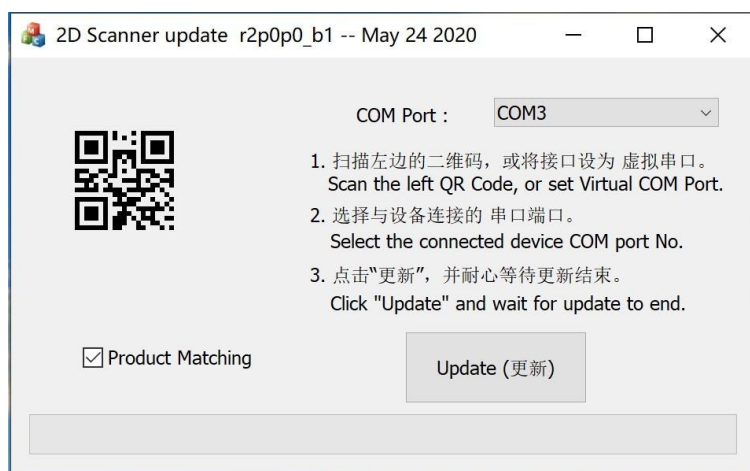 2D Scanner update r2p0p0_b1 -- May 24 2020
COM Port :
COM3
1. 扫描左边的二维码，或将接口设为 虚拟串口。
Scan the left QR Code, or set Virtual COM Port.
2. 选择与设备连接的 串口端口。
Select the connected device COM port No.
3. 点击“更新”，并耐心等待更新结束。
Click "Update" and wait for update to end.
Product Matching
Update (更新)